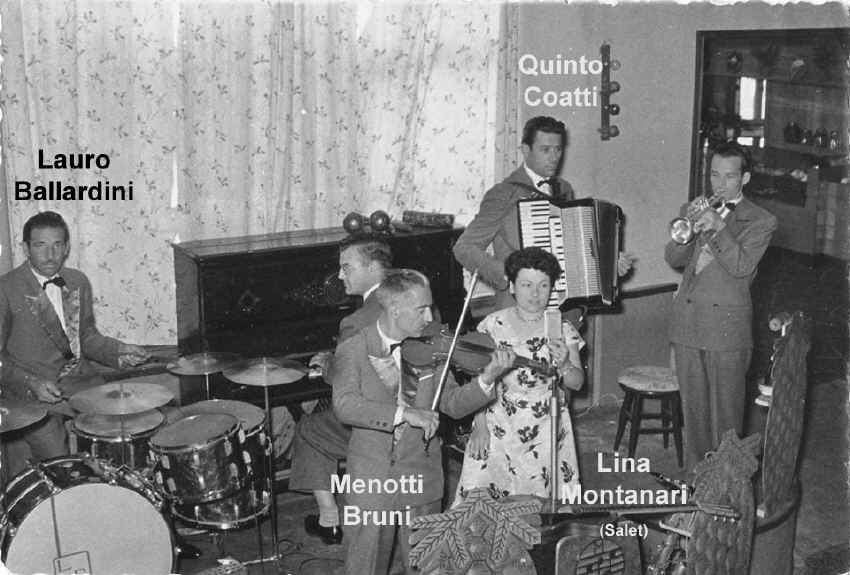 Quinto
Coatti
Lauro
Ballardini
Menotti
Bruni
Lina
Montanari
(Salet)